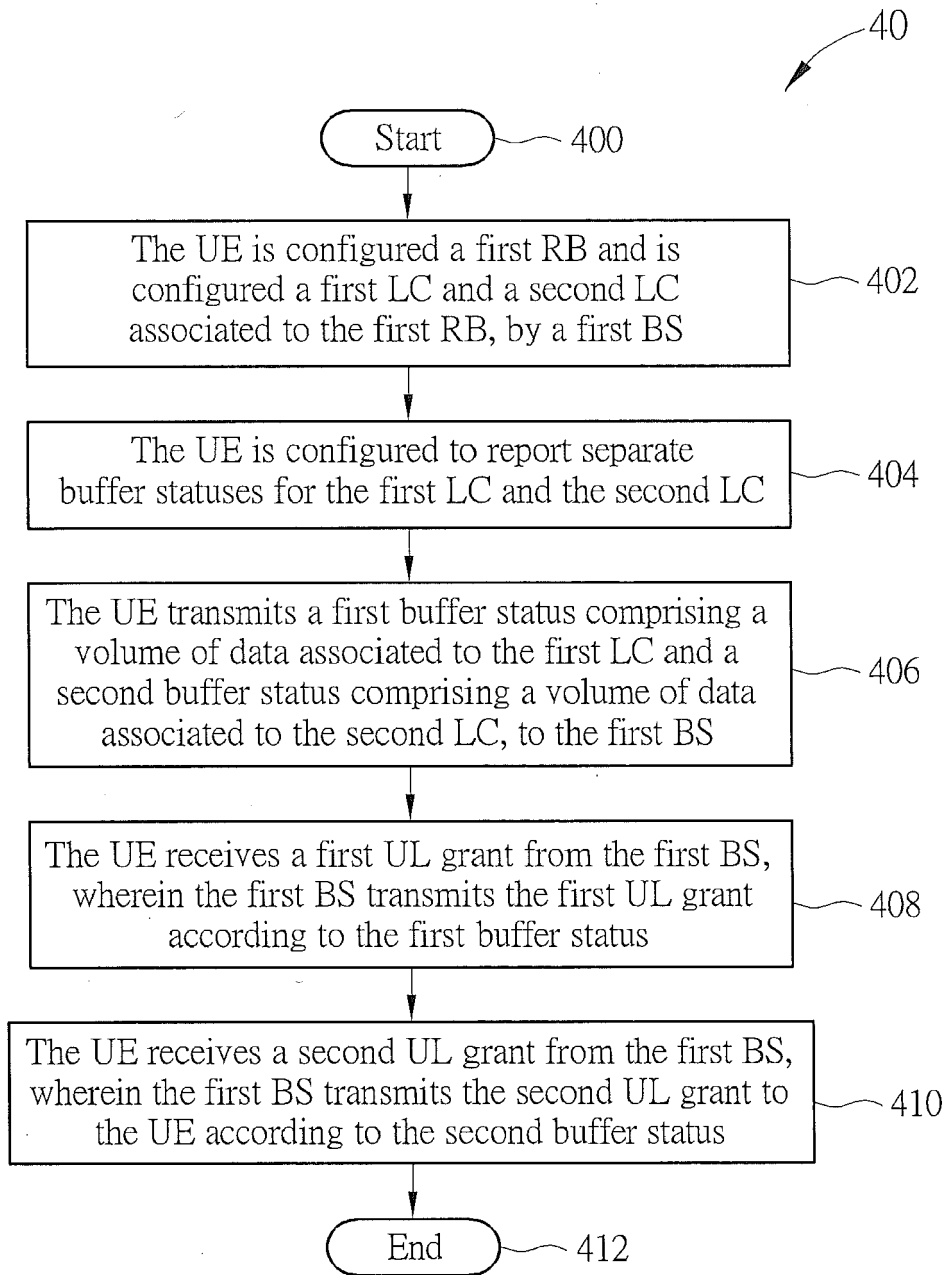 40
Start
400
The UE is configured a first RB and is
configured a first LC and a second LC
associated to the first RB, by a first BS
402
The UE is configured to report separate
buffer statuses for the first LC and the second LC
404
The UE transmits a first buffer status comprising a
volume of data associated to the first LC and a
second buffer status comprising a volume of data
associated to the second LC, to the first BS
406
The UE receives a first UL grant from the first BS,
wherein the first BS transmits the first UL grant
according to the first buffer status
408
The UE receives a second UL grant from the first BS,
wherein the first BS transmits the second UL grant to
the UE according to the second buffer status
410
End
412